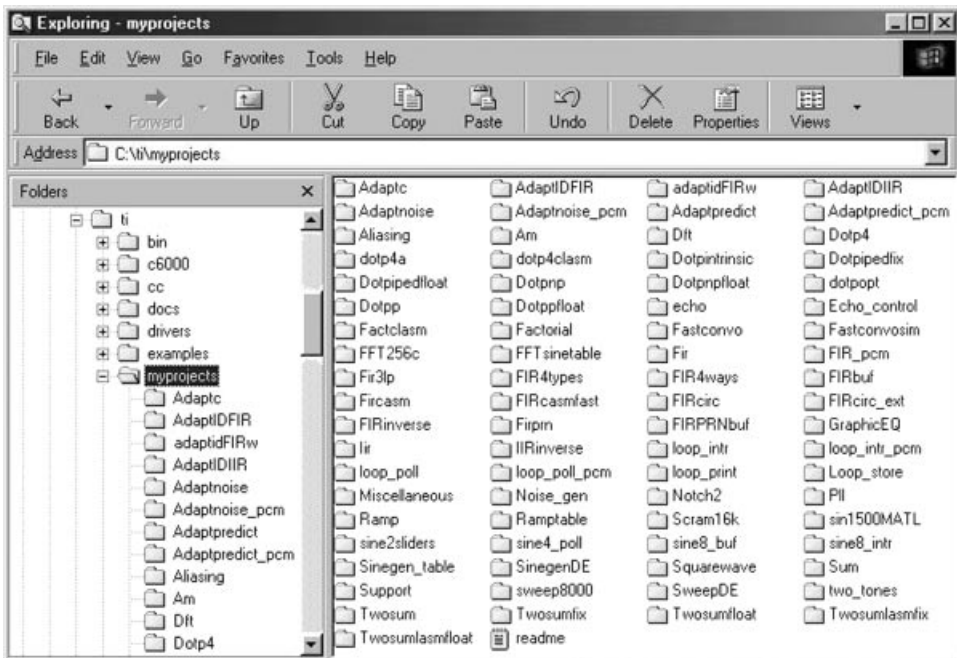 Exploring - myprojects
File Edit View Go Favorites Tools Help
Back Forward Up Cut Copy Paste Undo Delete Properties Views
Address C:\ti\myprojects
Folders
ti
bin
c6000
cc
docs
drivers
examples
myprojects
Adaptc
AdaptIDFIR
adaptidFIRw
AdaptIDIIR
Adaptnoise
Adaptnoise_pcm
Adaptpredict
Adaptpredict_pcm
Aliasing
Am
Dft
Dotp4
Adaptc AdaptIDFIR adaptidFIRw AdaptIDIIR
Adaptnoise Adaptnoise_pcm Adaptpredict Adaptpredict_pcm
Aliasing Am Dft Dotp4
dotp4a dotp4clasm Dotpintrinsic Dotpipedfix
Dotpipedfloat Dotpnp Dotpnpfloat dotpopt
Dotpp Dotppfloat echo Echo_control
Factclasm Factorial Fastconvo Fastconvosim
FFT256c FFTsinetable Fir FIR_pcm
Fir3lp FIR4types FIR4ways FIRbuf
Fircasm FIRcasmfast FIRcirc FIRcirc_ext
FIRinverse Firprn FIRPRNbuf GraphicEQ
Iir IIRinverse loop_intr loop_intr_pcm
loop_poll loop_poll_pcm loop_print Loop_store
Miscellaneous Noise_gen Notch2 Pll
Ramp Ramptable Scram16k sin1500MATL
sine2sliders sine4_poll sine8_buf sine8_intr
Sinegen_table SinegenDE Squarewave Sum
Support sweep8000 SweepDE two_tones
Twosum Twosumfix Twosumfloat Twosumlasmfix
Twosumlasmfloat readme